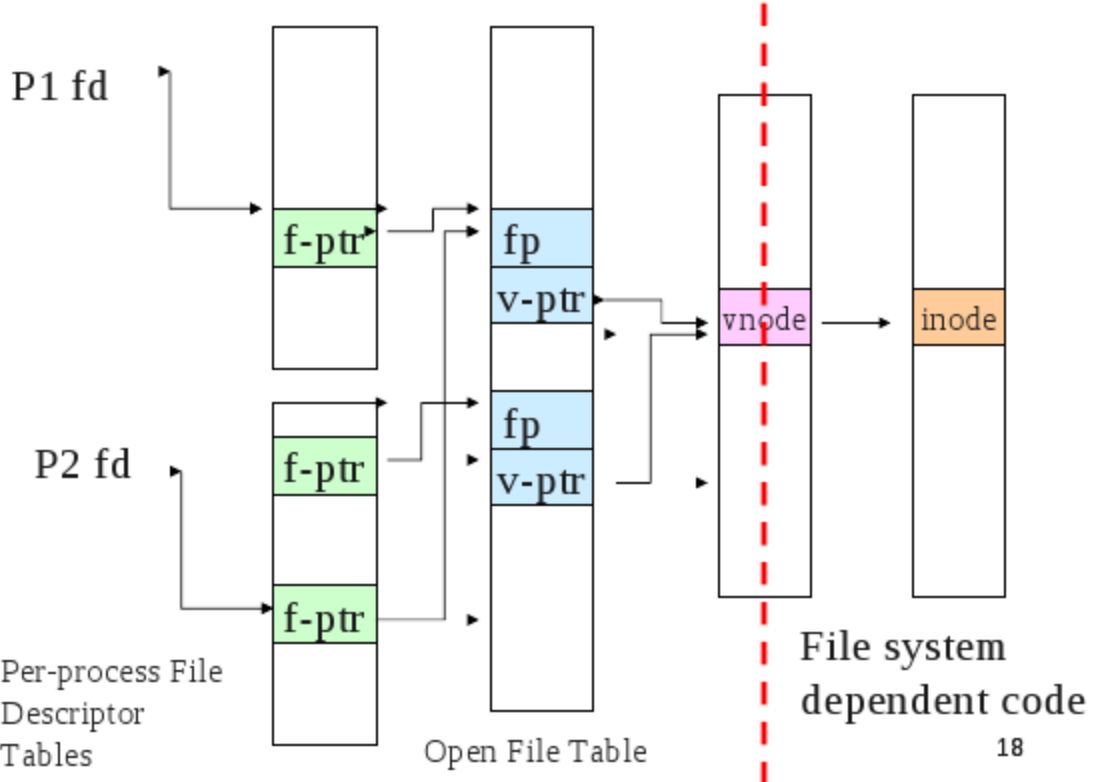 P1 fd
f-ptr
fp
v-ptr
vnode
inode
fp
P2 fd
f-ptr
v-ptr
f-ptr
Per-process File
Descriptor
Tables
Open File Table
File system
dependent code
18